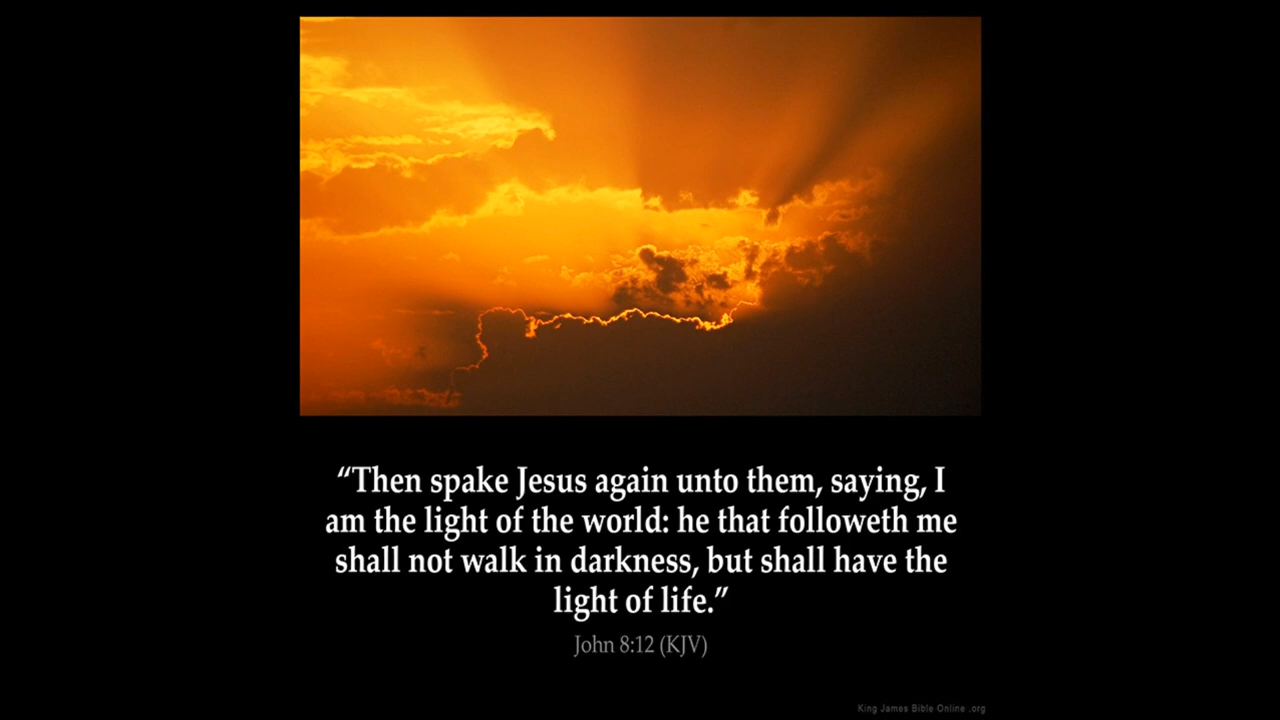 “Then spake Jesus again unto them, saying, I
am the light of the world: he that followeth me
shall not walk in darkness, but shall have the
light of life.”
John 8:12 (KJV)
King James Bible Online .org